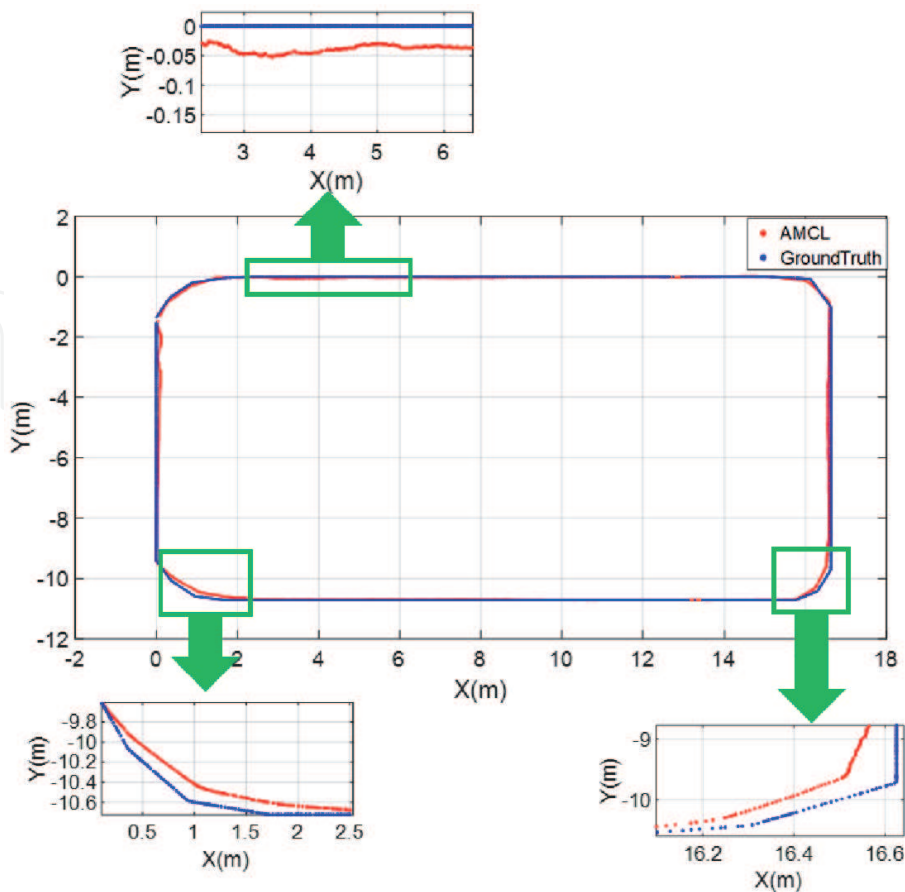 0
-0.05
-0.1
-0.15
Y(m)
3 4 5 6
X(m)
2
0
-2
-4
-6
-8
-10
-12
Y(m)
AMCL
GroundTruth
-2 0 2 4 6 8 10 12 14 16 18
X(m)
-9.8
-10
-10.2
-10.4
-10.6
Y(m)
0.5 1 1.5 2 2.5
X(m)
-9
-10
Y(m)
16.2 16.4 16.6
X(m)